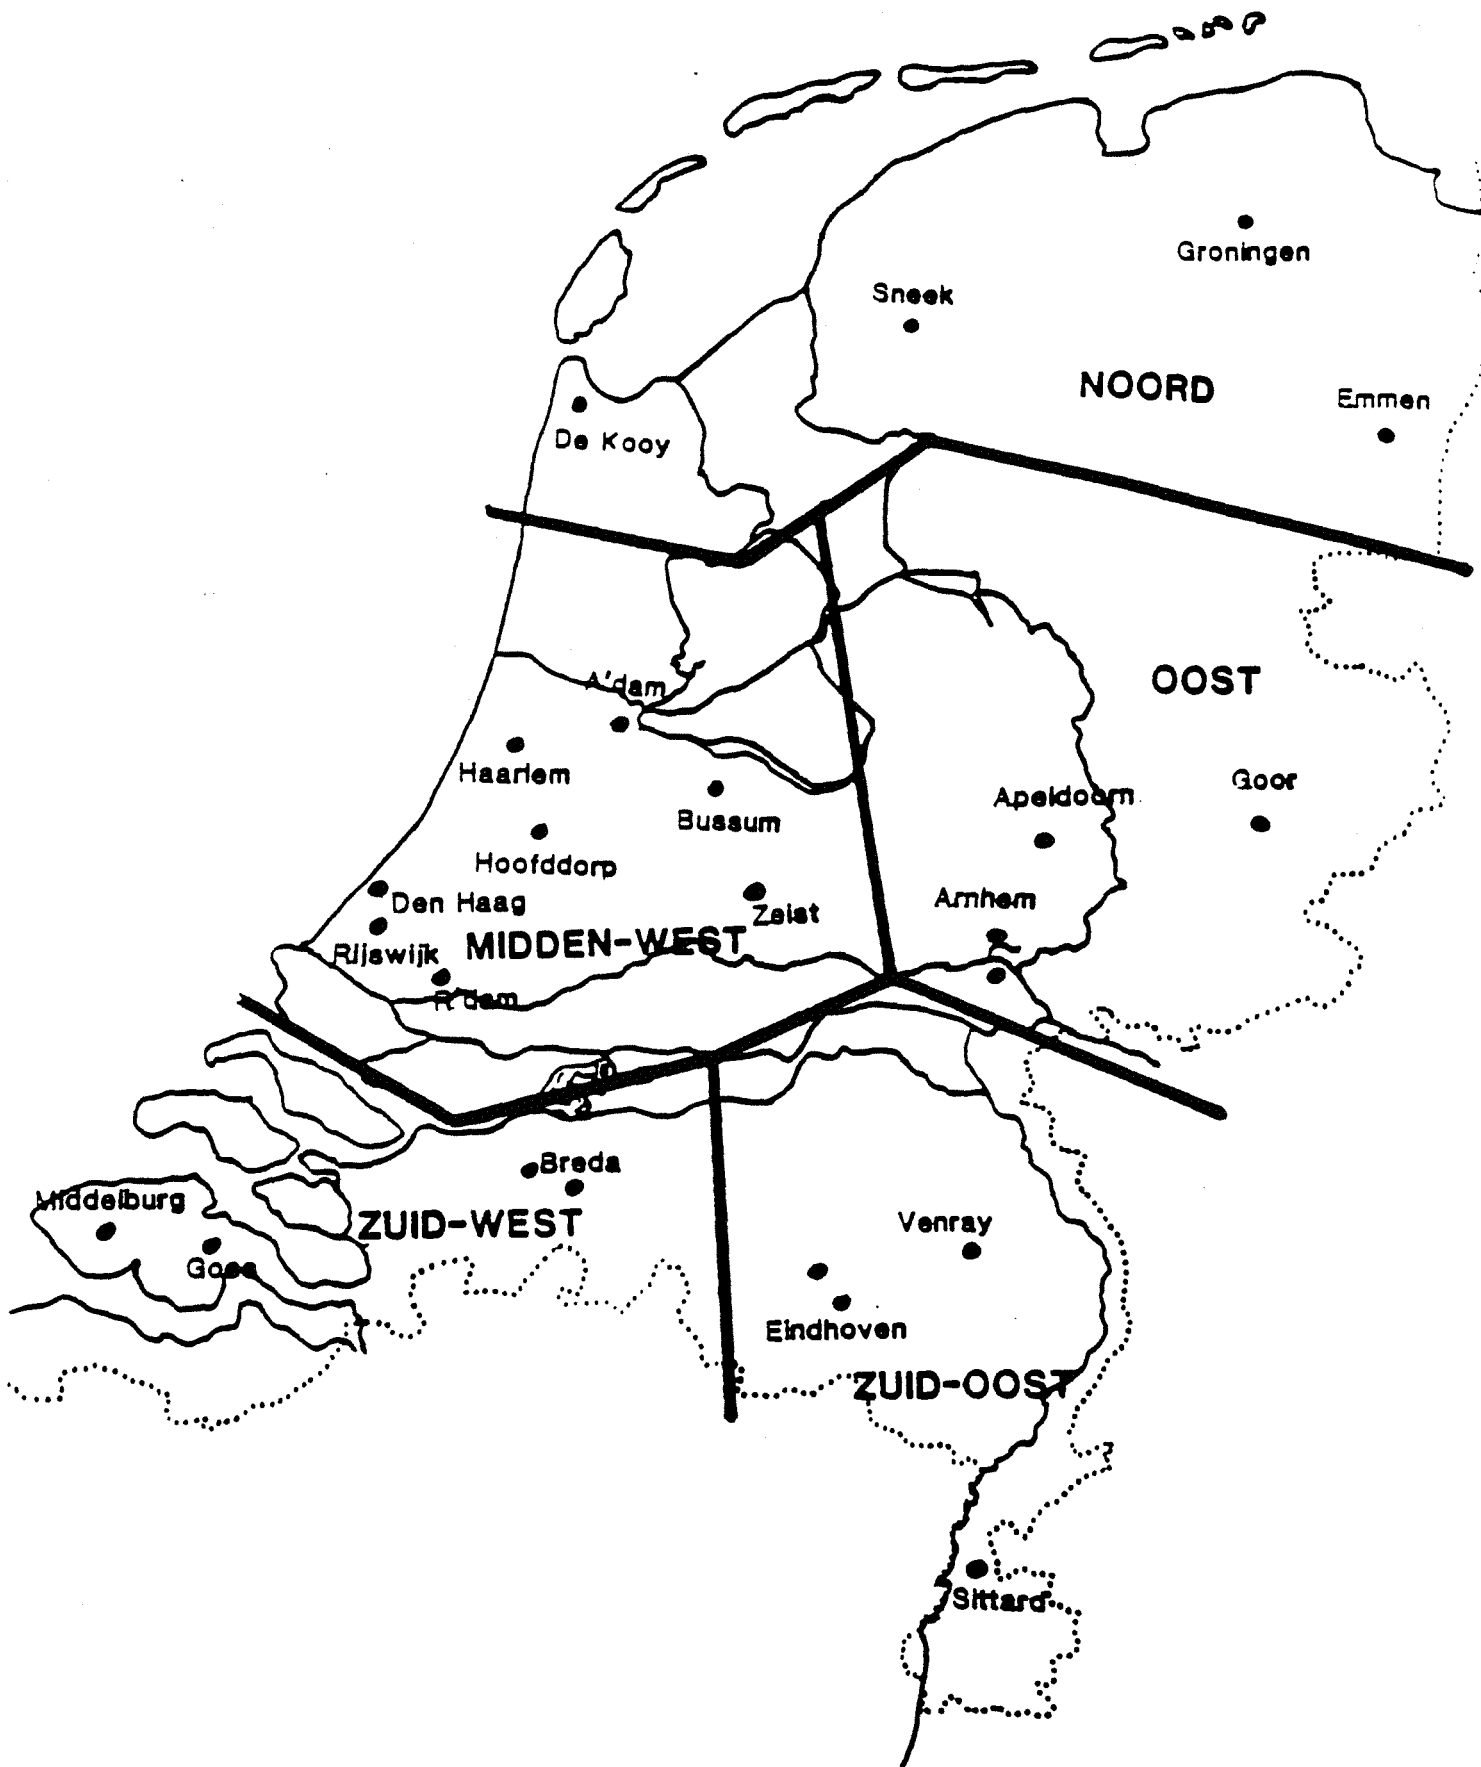 Groningen
Sneek
NOORD
Emmen
De Kooy
OOST
A'dam
Haarlem
Goor
Apeldoorn
Bussum
Hoofddorp
Arnhem
Den Haag
Zeist
MIDDEN-WEST
Rijswijk
R'dam
Breda
Middelburg
ZUID-WEST
Venray
Goes
Eindhoven
ZUID-OOST
Sittard